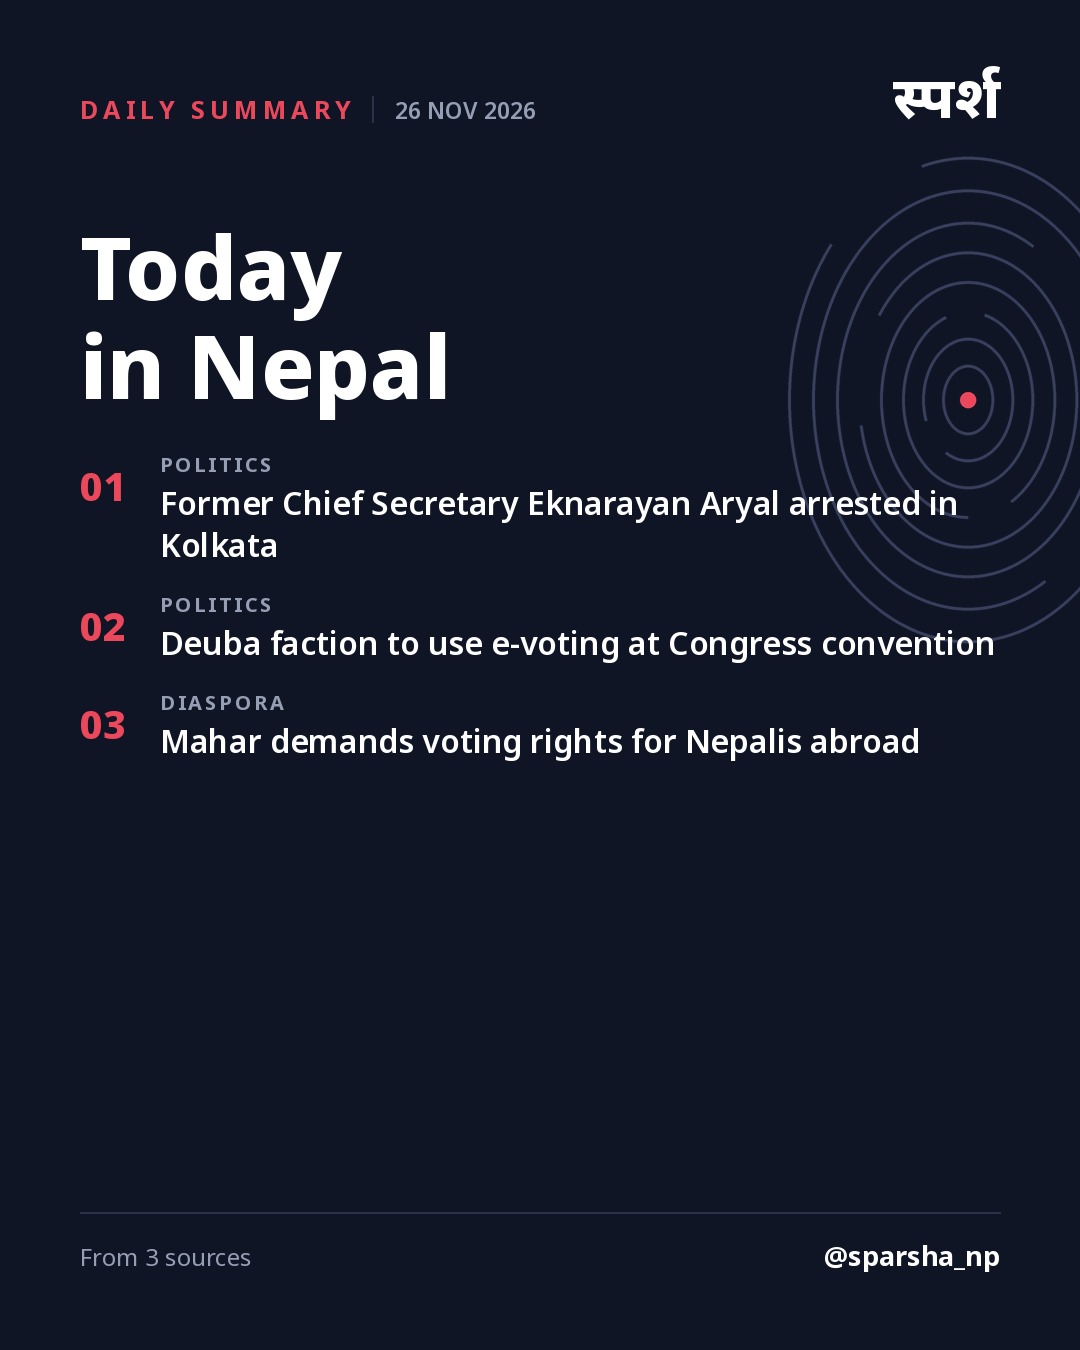 DAILY SUMMARY | 26 NOV 2026
स्पर्श
Today
in Nepal
01
POLITICS
Former Chief Secretary Eknarayan Aryal arrested in
Kolkata
02
POLITICS
Deuba faction to use e-voting at Congress convention
03
DIASPORA
Mahar demands voting rights for Nepalis abroad
From 3 sources
@sparsha_np